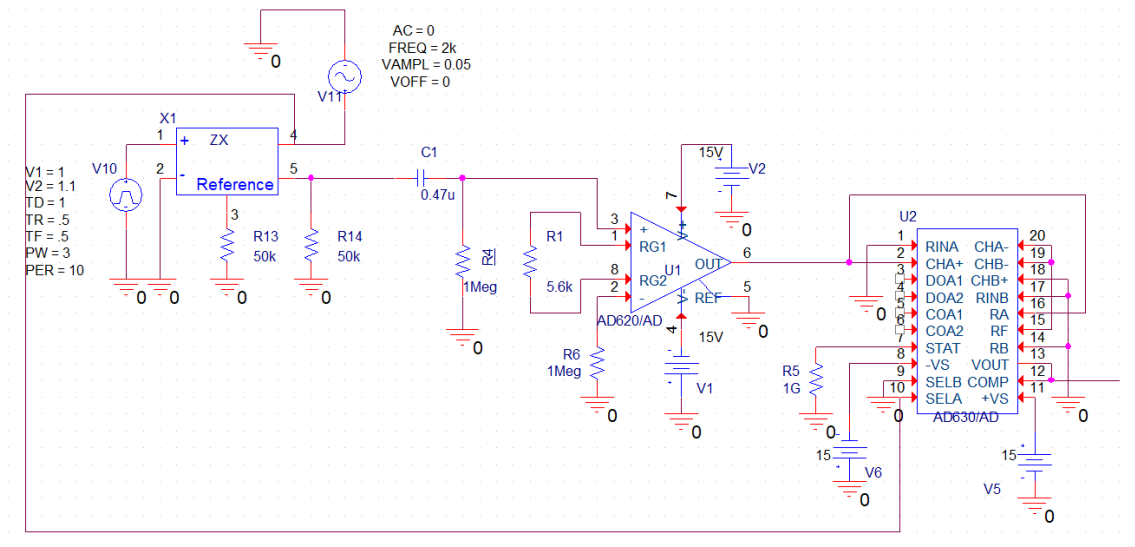 AC = 0
FREQ = 2k
VAMPL = 0.05
VOFF = 0
0
V11
X1
1
+
ZX
4
2
-
Reference
5
3
V10
V1 = 1
V2 = 1.1
TD = 1
TR = .5
TF = .5
PW = 3
PER = 10
R13
50k
R14
50k
0
0
0
0
C1
0.47u
R4
1Meg
0
R1
5.6k
3
+
1
RG1
8
RG2
2
-
U1
OUT
6
REF
5
V+
7
V-
4
AD620/AD
15V
V2
0
0
15V
V1
0
R6
1Meg
0
U2
1
RINA
CHA-
20
2
CHA+
CHB-
19
3
DOA1
CHB+
18
4
DOA2
RINB
17
5
COA1
RA
16
6
COA2
RF
15
7
STAT
RB
14
8
-VS
VOUT
13
9
SELB
COMP
12
10
SELA
+VS
11
AD630/AD
0
0
0
R5
1G
0
15
V6
0
15
V5
0